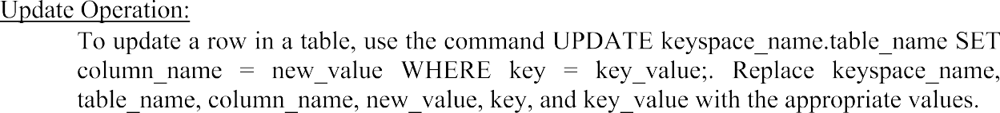 Update Operation:
To update a row in a table, use the command UPDATE keyspace_name.table_name SET
column_name = new_value WHERE key = key_value;. Replace keyspace_name,
table_name, column_name, new_value, key, and key_value with the appropriate values.